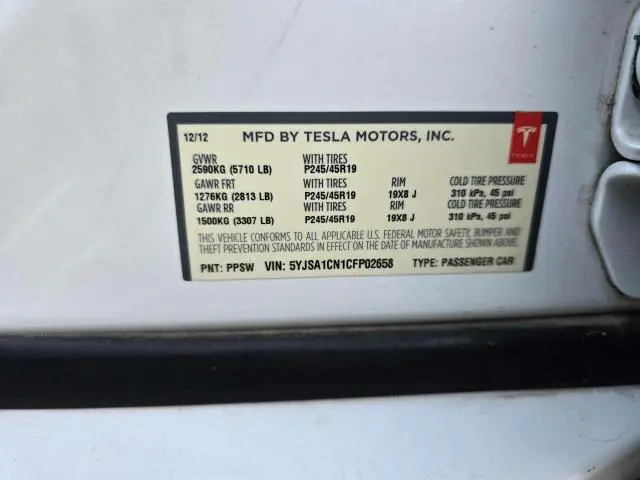 12/12 MFD BY TESLA MOTORS, INC.
TESLA
GVWR WITH TIRES
2590KG (5710 LB) P245/45R19
GAWR FRT WITH TIRES RIM COLD TIRE PRESSURE
1276KG (2813 LB) P245/45R19 19X8 J 310 kPa, 45 psi
GAWR RR WITH TIRES RIM COLD TIRE PRESSURE
1500KG (3307 LB) P245/45R19 19X8 J 310 kPa, 45 psi
THIS VEHICLE CONFORMS TO ALL APPLICABLE U.S. FEDERAL MOTOR SAFETY, BUMPER AND
THEFT PREVENTION STANDARDS IN EFFECT ON THE DATE OF MANUFACTURE SHOWN ABOVE.
PNT: PPSW VIN: 5YJSA1CN1CFP02658 TYPE: PASSENGER CAR